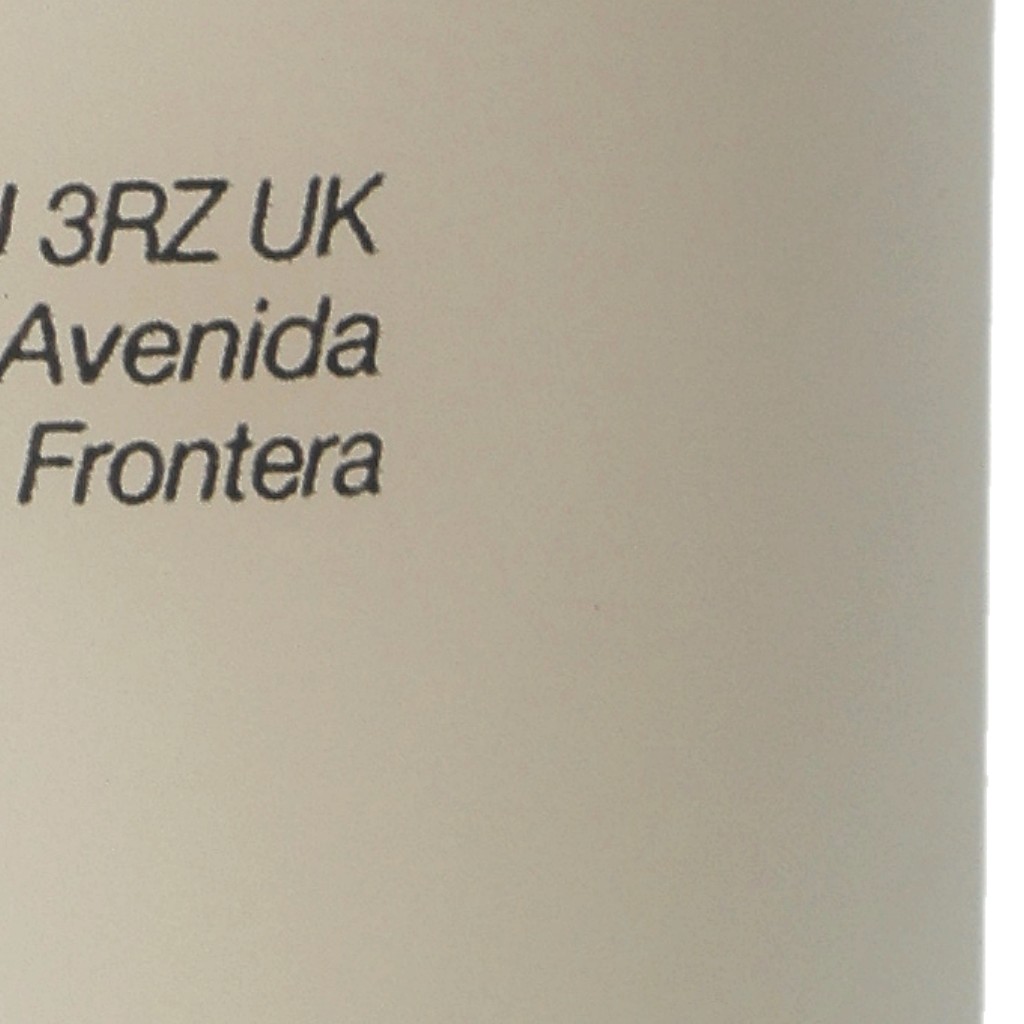 3RZ UK
Avenida
Frontera